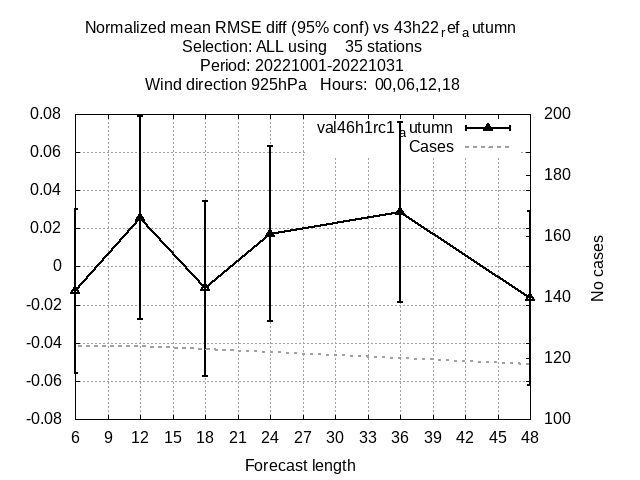 Normalized mean RMSE diff (95% conf) vs 43h22ref autumn
Selection: ALL using 35 stations
Period: 20221001-20221031
Wind direction 925hPa Hours: 00,06,12,18
val46h1rc1autumn
Cases
0.08
0.06
0.04
0.02
0
-0.02
-0.04
-0.06
-0.08
200
180
160
140
120
100
No cases
6 9 12 15 18 21 24 27 30 33 36 39 42 45 48
Forecast length